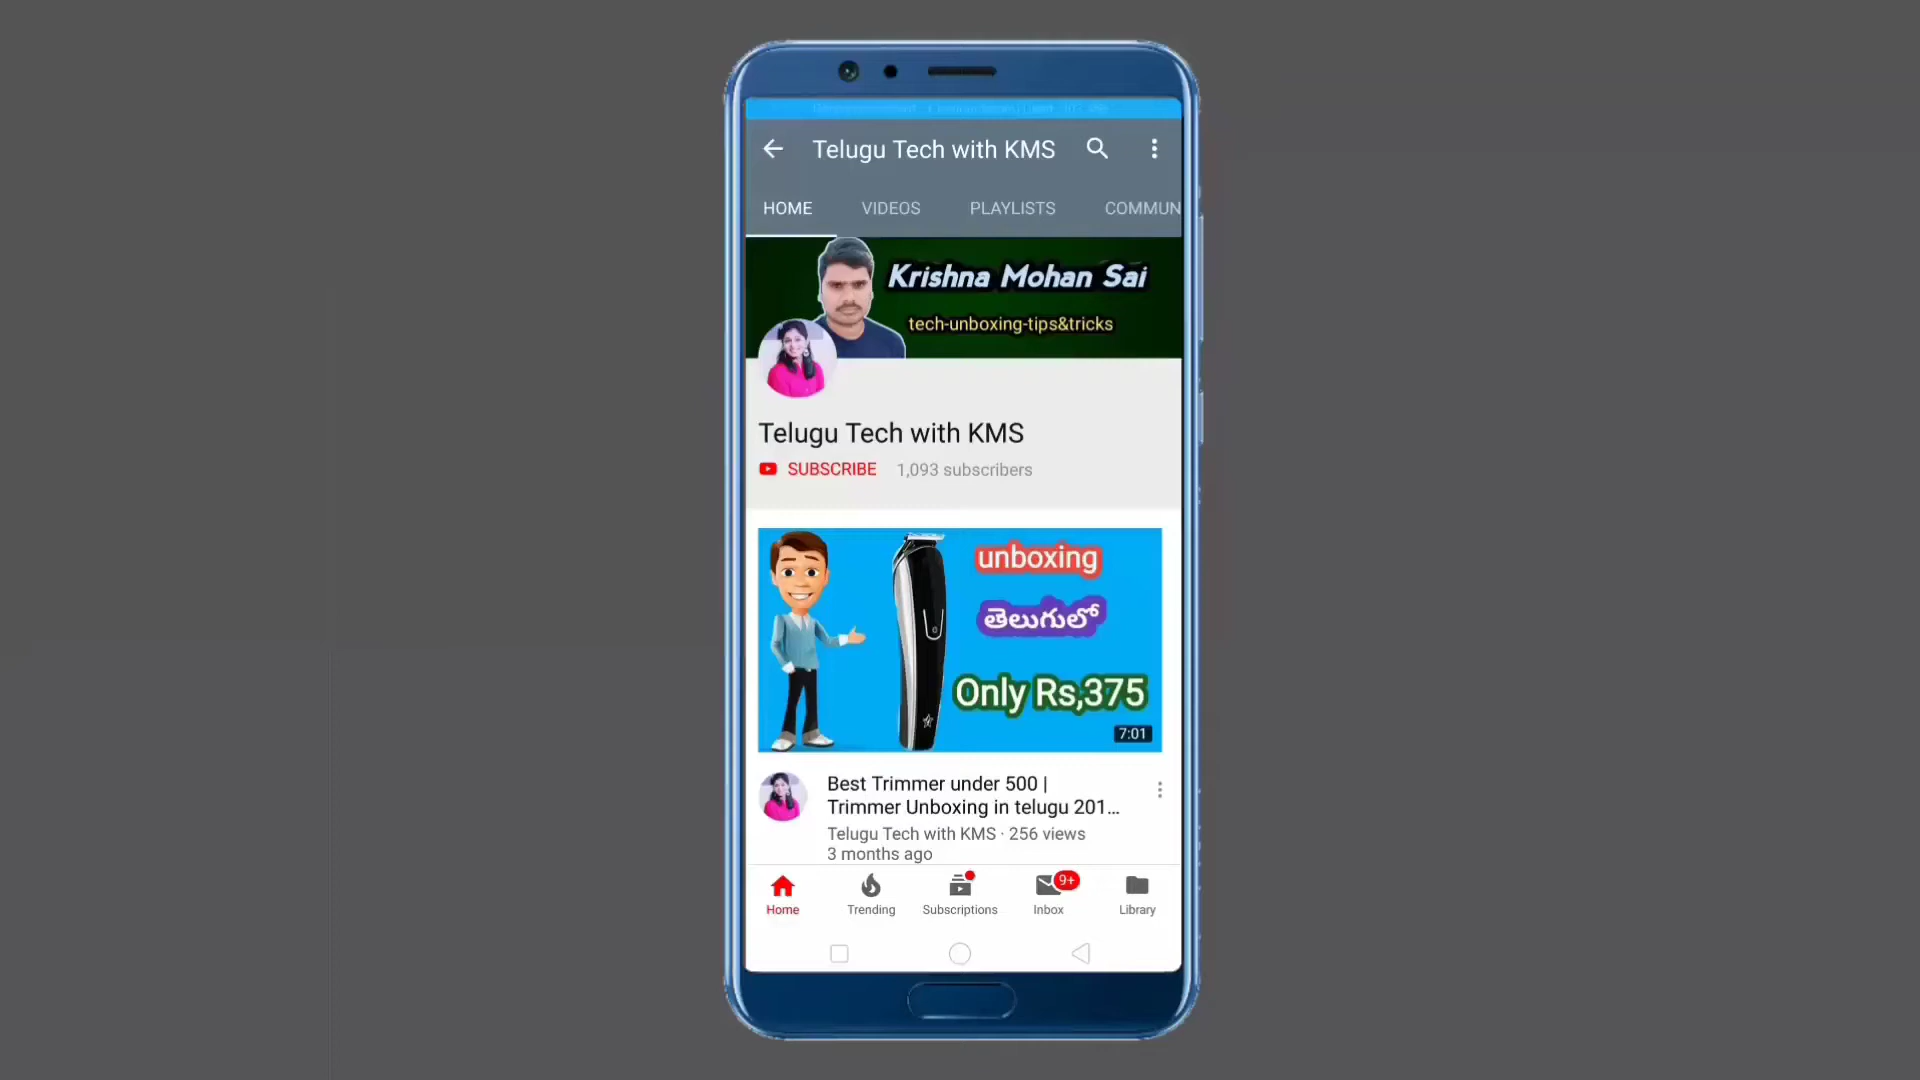 Telugu Tech with KMS
HOME VIDEOS PLAYLISTS COMMUN
Krishna Mohan Sai
tech-unboxing-tips&tricks
Telugu Tech with KMS
SUBSCRIBE 1,093 subscribers
unboxing
తెలుగులో
Only Rs,375
7:01
Best Trimmer under 500 |
Trimmer Unboxing in telugu 201...
Telugu Tech with KMS · 256 views
3 months ago
9+
Home Trending Subscriptions Inbox Library